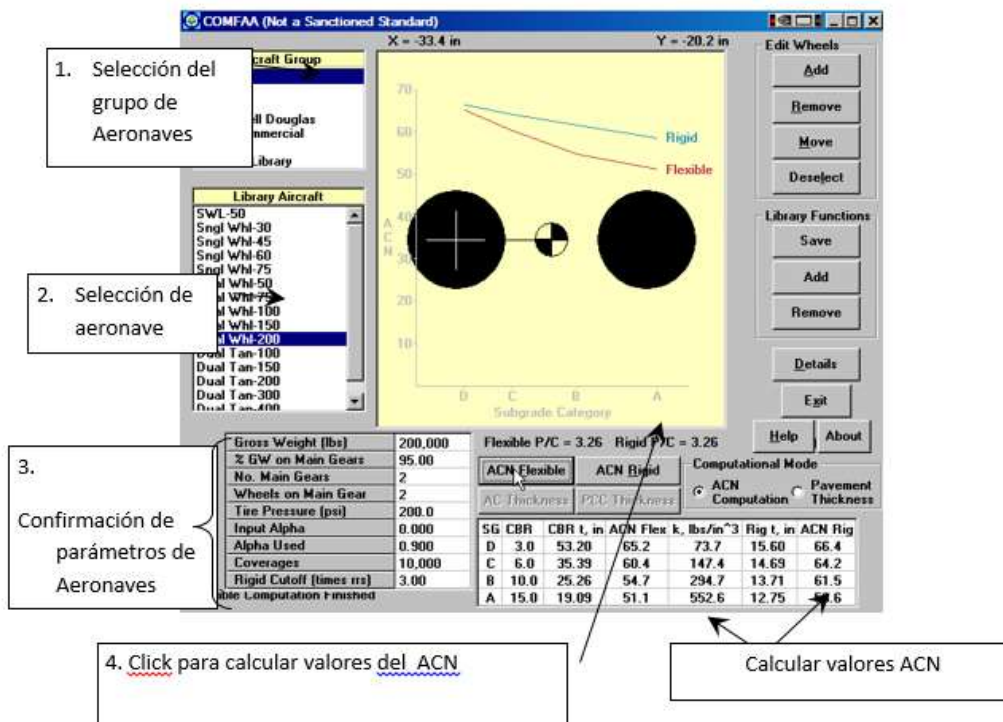 COMFAA (Not a Sanctioned Standard)
X = -33.4 in
Y = -20.2 in
1. Selección del
grupo de
Aeronaves
craft Group
ll Douglas
mmercial
Library
Library Aircraft
SWL-50
Sngl Whl-30
Sngl Whl-45
Sngl Whl-60
Sngl Whl-75
l Whl-50
l Whl-75
l Whl-100
l Whl-150
l Whl-200
Dual Tan-100
Dual Tan-150
Dual Tan-200
Dual Tan-300
Dual Tan-400
2. Selección de
aeronave
70
60
50
40
30
20
10
A
C
N
Rigid
Flexible
D C B A
Subgrade Category
Edit Wheels
Add
Remove
Move
Deselect
Library Functions
Save
Add
Remove
Details
Exit
Help
About
3.
Confirmación de
parámetros de
Aeronaves
Gross Weight (lbs) 200,000
% GW on Main Gears 95.00
No. Main Gears 2
Wheels on Main Gear 2
Tire Pressure (psi) 200.0
Input Alpha 0.000
Alpha Used 0.900
Coverages 10,000
Rigid Cutoff (times rrs) 3.00
ible Computation Finished
Flexible P/C = 3.26 Rigid P/C = 3.26
ACN Flexible
ACN Rigid
AC Thickness
PCC Thickness
Computational Mode
ACN
Computation
Pavement
Thickness
SG CBR CBR t, in ACN Flex k, lbs/in^3 Rig t, in ACN Rig
D 3.0 53.20 65.2 73.7 15.60 66.4
C 6.0 35.39 60.4 147.4 14.69 64.2
B 10.0 25.26 54.7 294.7 13.71 61.5
A 15.0 19.09 51.1 552.6 12.75
4. Click para calcular valores del ACN
Calcular valores ACN